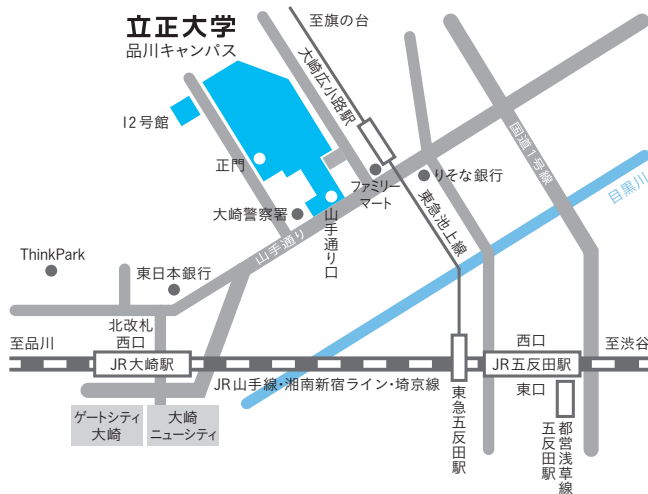 立正大学
品川キャンパス
至旗の台
大崎広小路駅
12号館
国道1号線
正門
りそな銀行
ファミリー
マート
目黒川
大崎警察署
山手通り口
東急池上線
山手通り
ThinkPark
東日本銀行
北改札
西口
西口
至品川
至渋谷
JR大崎駅
JR五反田駅
JR山手線・湘南新宿ライン・埼京線
東口
東急五反田駅
ゲートシティ
大崎
大崎
ニューシティ
都営浅草線
五反田駅